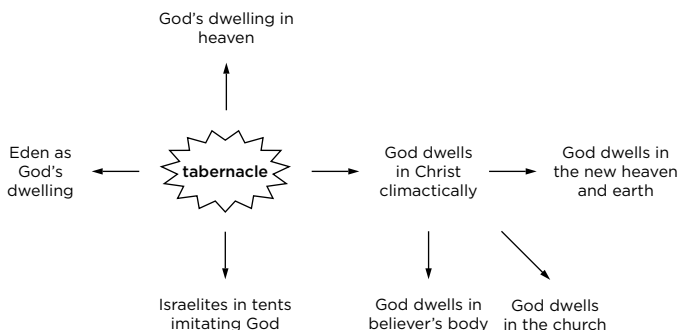 God’s dwelling in
heaven
Eden as
God’s
dwelling
tabernacle
God dwells
in Christ
climactically
God dwells in
the new heaven
and earth
Israelites in tents
imitating God
God dwells in
believer’s body
God dwells
in the church